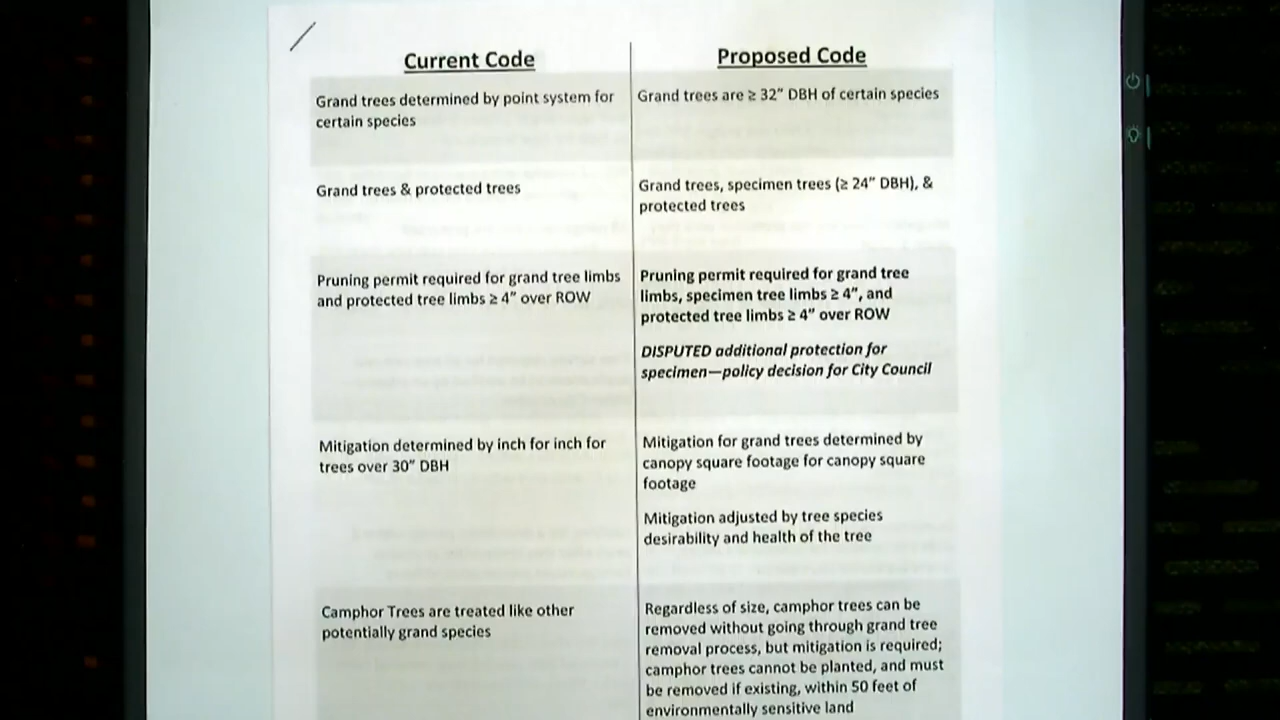 Current Code
Proposed Code
Grand trees determined by point system for
certain species
Grand trees are ≥ 32” DBH of certain species
Grand trees & protected trees
Grand trees, specimen trees (≥ 24” DBH), &
protected trees
Pruning permit required for grand tree limbs
and protected tree limbs ≥ 4” over ROW
Pruning permit required for grand tree
limbs, specimen tree limbs ≥ 4”, and
protected tree limbs ≥ 4” over ROW
DISPUTED additional protection for
specimen—policy decision for City Council
Mitigation determined by inch for inch for
trees over 30” DBH
Mitigation for grand trees determined by
canopy square footage for canopy square
footage
Mitigation adjusted by tree species
desirability and health of the tree
Camphor Trees are treated like other
potentially grand species
Regardless of size, camphor trees can be
removed without going through grand tree
removal process, but mitigation is required;
camphor trees cannot be planted, and must
be removed if existing, within 50 feet of
environmentally sensitive land